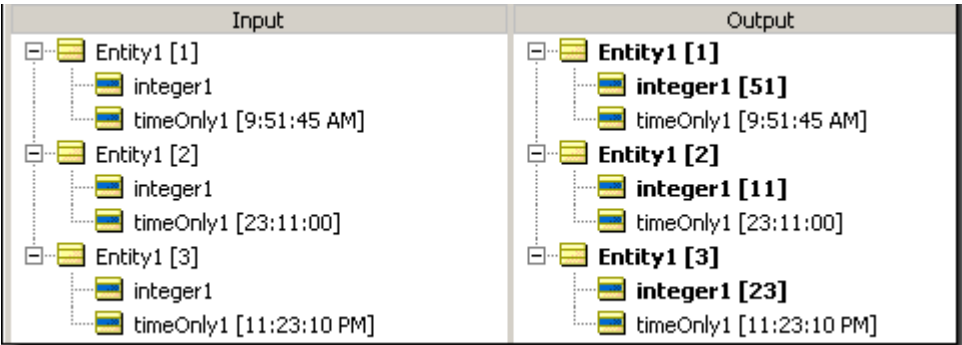 Input
Entity1 [1]
integer1
timeOnly1 [9:51:45 AM]
Entity1 [2]
integer1
timeOnly1 [23:11:00]
Entity1 [3]
integer1
timeOnly1 [11:23:10 PM]
Output
Entity1 [1]
integer1 [51]
timeOnly1 [9:51:45 AM]
Entity1 [2]
integer1 [11]
timeOnly1 [23:11:00]
Entity1 [3]
integer1 [23]
timeOnly1 [11:23:10 PM]